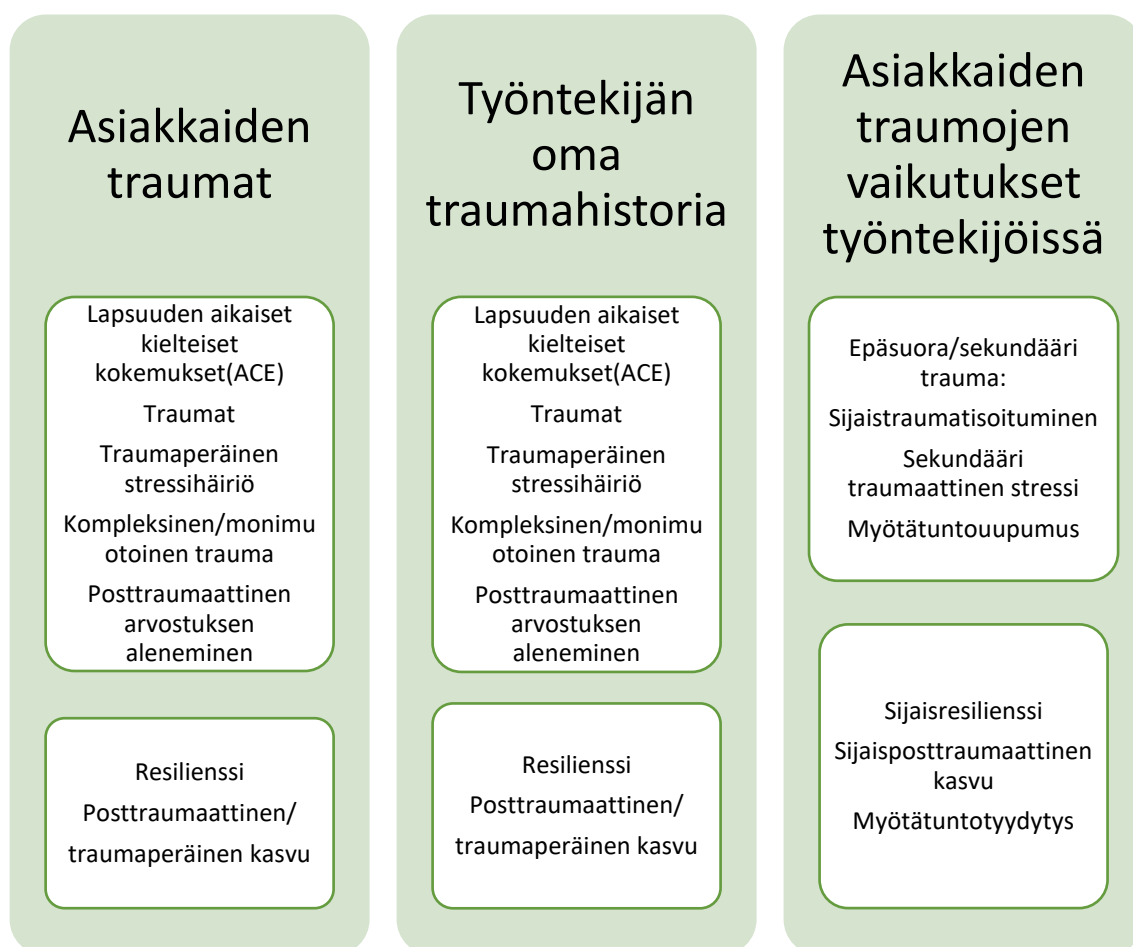 Asiakkaiden
traumat
Lapsuuden aikaiset
kielteiset
kokemukset(ACE)
Traumat
Traumaperäinen
stressihäiriö
Kompleksinen/monimu
otoinen trauma
Posttraumaattinen
arvostuksen
aleneminen
Resilienssi
Posttraumaattinen/
traumaperäinen kasvu
Työntekijän
oma
traumahistoria
Lapsuuden aikaiset
kielteiset
kokemukset(ACE)
Traumat
Traumaperäinen
stressihäiriö
Kompleksinen/monimu
otoinen trauma
Posttraumaattinen
arvostuksen
aleneminen
Resilienssi
Posttraumaattinen/
traumaperäinen kasvu
Asiakkaiden
traumojen
vaikutukset
työntekijöissä
Epäsuora/sekundääri
trauma:
Sijaistraumatisoituminen
Sekundääri
traumaattinen stressi
Myötätuntouupumus
Sijaisresilienssi
Sijaisposttraumaattinen
kasvu
Myötätuntotyydytys